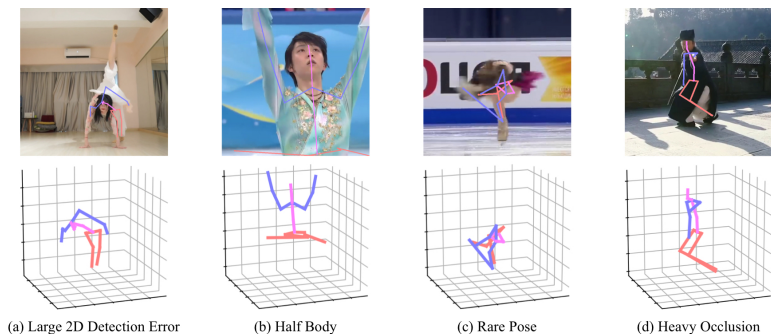 (a) Large 2D Detection Error
(b) Half Body
(c) Rare Pose
(d) Heavy Occlusion